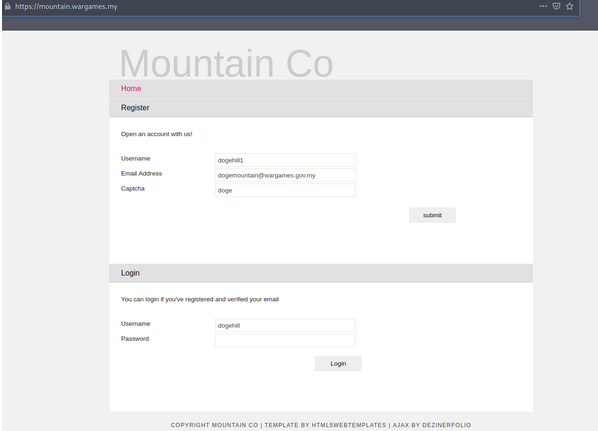 https://mountain.wargames.my
Mountain Co
Home
Register
Open an account with us!
Username dogehill1
Email Address dogemountain@wargames.gov.my
Captcha doge
submit
Login
You can login if you've registered and verified your email
Username dogehill
Password
Login
COPYRIGHT MOUNTAIN CO | TEMPLATE BY HTML5WEBTEMPLATES | AJAX BY DEZINERFOLIO